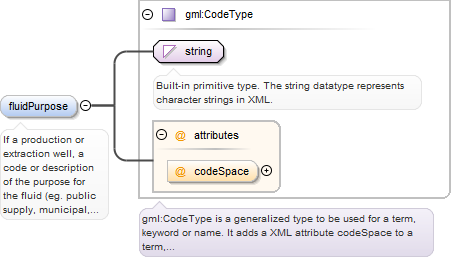 gml:CodeType
string
Built-in primitive type. The string datatype represents
character strings in XML.
fluidPurpose
If a production or
extraction well, a
code or description
of the purpose for
the fluid (eg. public
supply, municipal,...
@ attributes
@ codeSpace
gml:CodeType is a generalized type to be used for a term,
keyword or name. It adds a XML attribute codeSpace to a
term,...